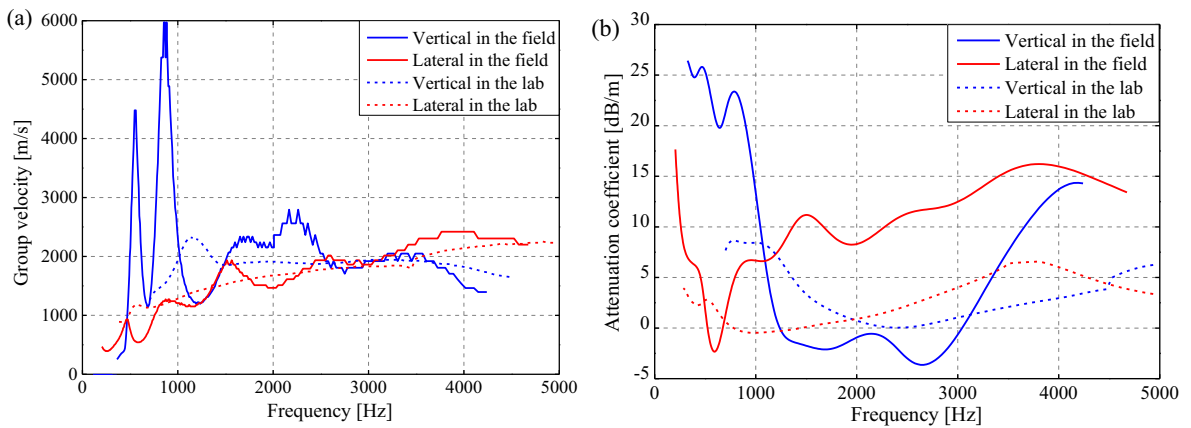 (a)
Group velocity [m/s]
6000
5000
4000
3000
2000
1000
0
Vertical in the field
Lateral in the field
Vertical in the lab
Lateral in the lab
0 1000 2000 3000 4000 5000
Frequency [Hz]
(b)
Attenuation coefficient [dB/m]
30
25
20
15
10
5
0
-5
Vertical in the field
Lateral in the field
Vertical in the lab
Lateral in the lab
0 1000 2000 3000 4000 5000
Frequency [Hz]